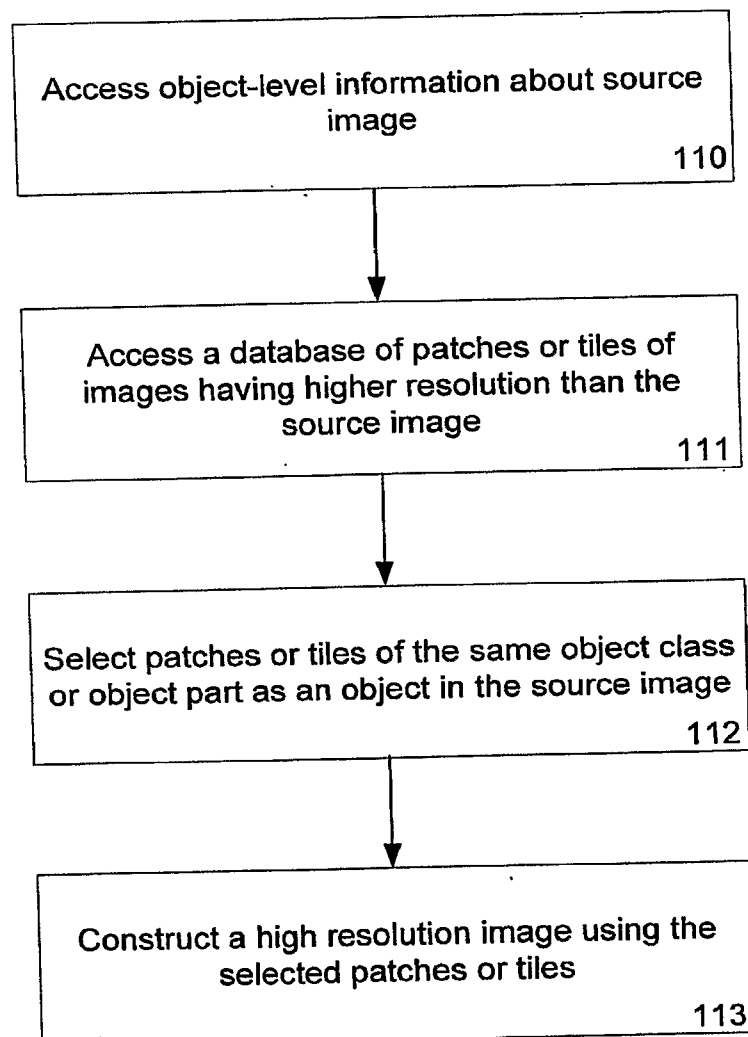 Access object-level information about source
image
110
Access a database of patches or tiles of
images having higher resolution than the
source image
111
Select patches or tiles of the same object class
or object part as an object in the source image
112
Construct a high resolution image using the
selected patches or tiles
113